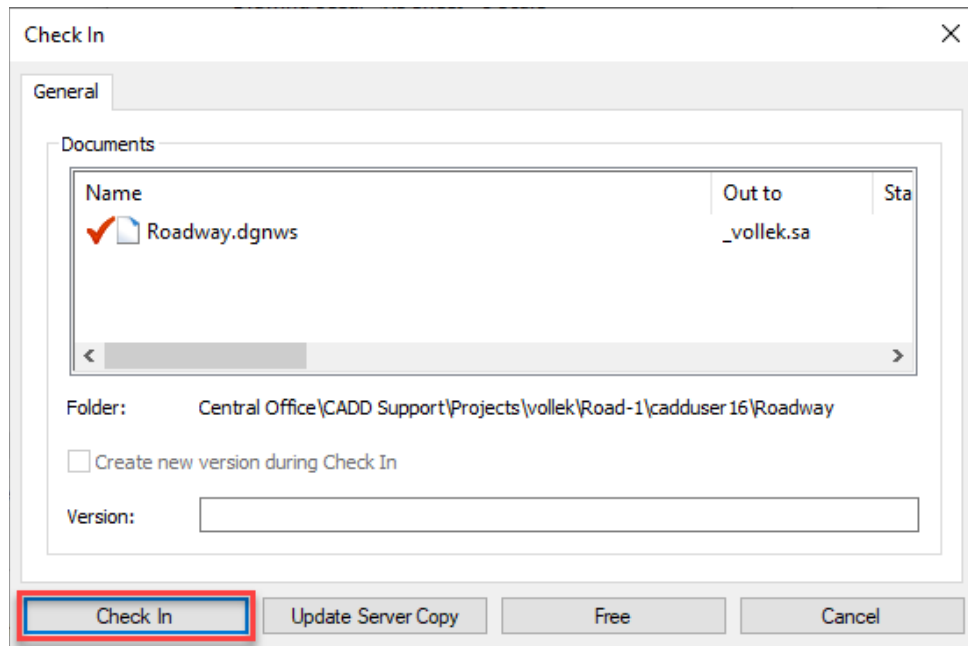 Check In
General
Documents
Name Out to Sta
Roadway.dgnws _vollek.sa
Folder: Central Office\CADD Support\Projects\vollek\Road-1\cadduser16\Roadway
Create new version during Check In
Version:
Check In Update Server Copy Free Cancel